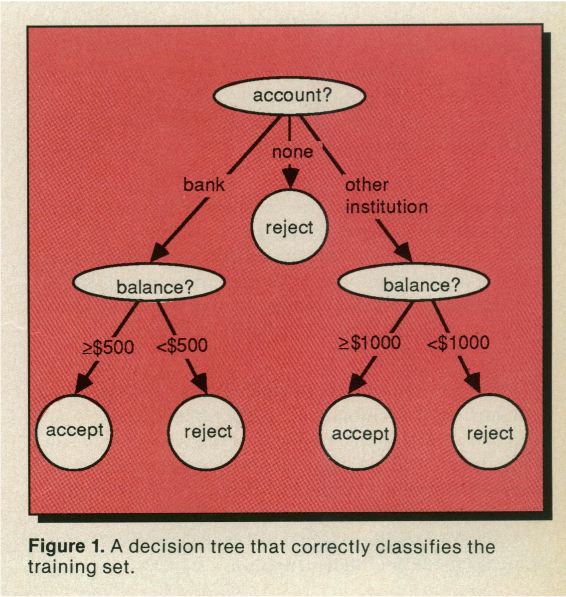 account?
none
bank
other
institution
reject
balance?
balance?
≥$500
<$500
≥$1000
<$1000
accept
reject
accept
reject
Figure 1. A decision tree that correctly classifies the
training set.